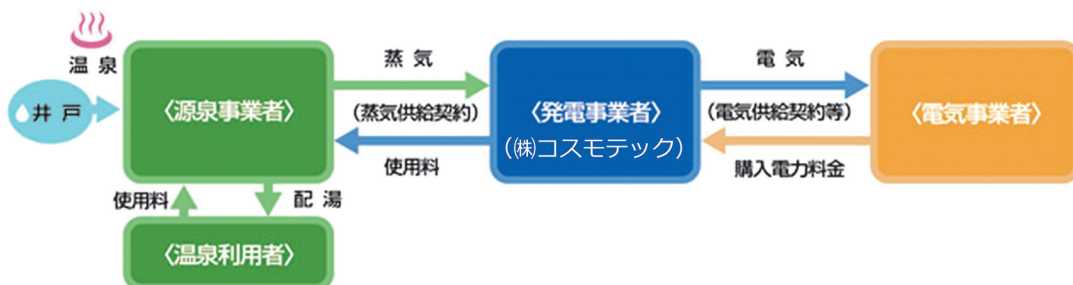 温泉
井戸
〈源泉事業者〉
蒸気
(蒸気供給契約)
使用料
〈発電事業者〉
(㈱コスモテック)
電気
(電気供給契約等)
購入電力料金
〈電気事業者〉
使用料
配湯
〈温泉利用者〉